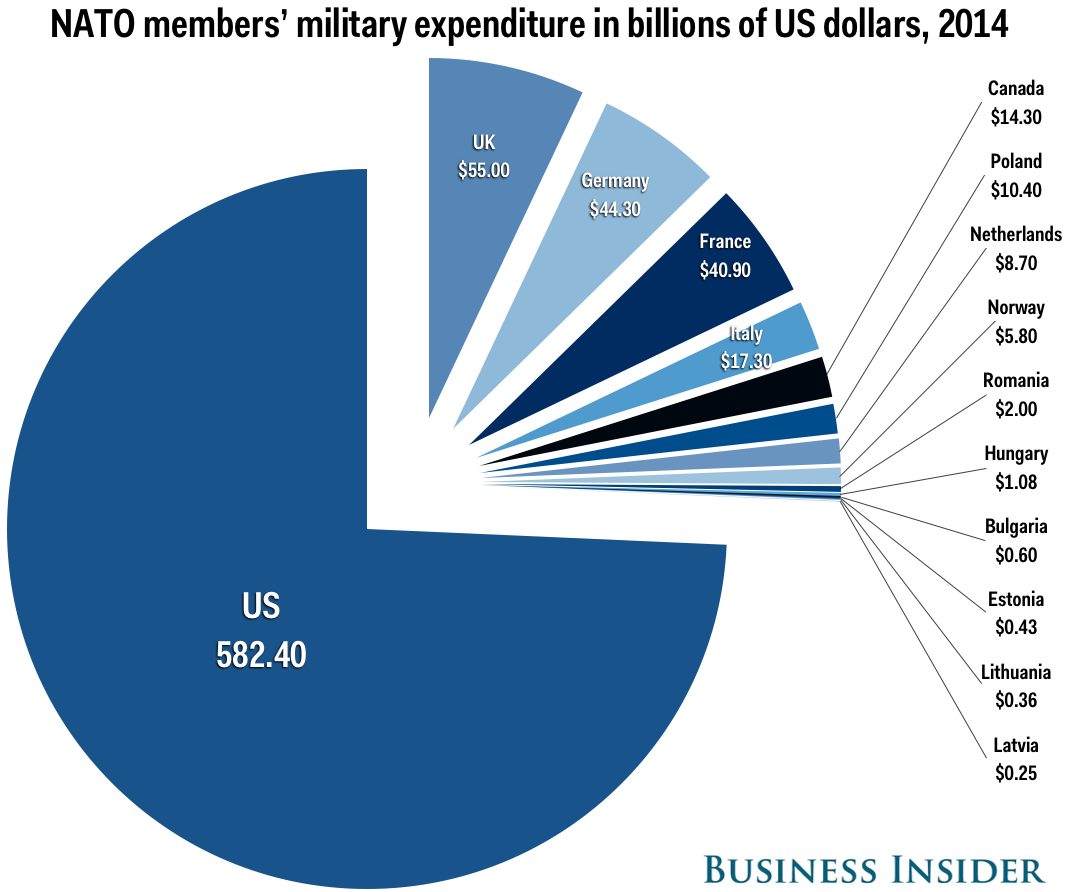 NATO members’ military expenditure in billions of US dollars, 2014
UK
$55.00
Germany
$44.30
France
$40.90
Italy
$17.30
Canada
$14.30
Poland
$10.40
Netherlands
$8.70
Norway
$5.80
Romania
$2.00
Hungary
$1.08
Bulgaria
$0.60
Estonia
$0.43
Lithuania
$0.36
Latvia
$0.25
US
582.40
BUSINESS INSIDER